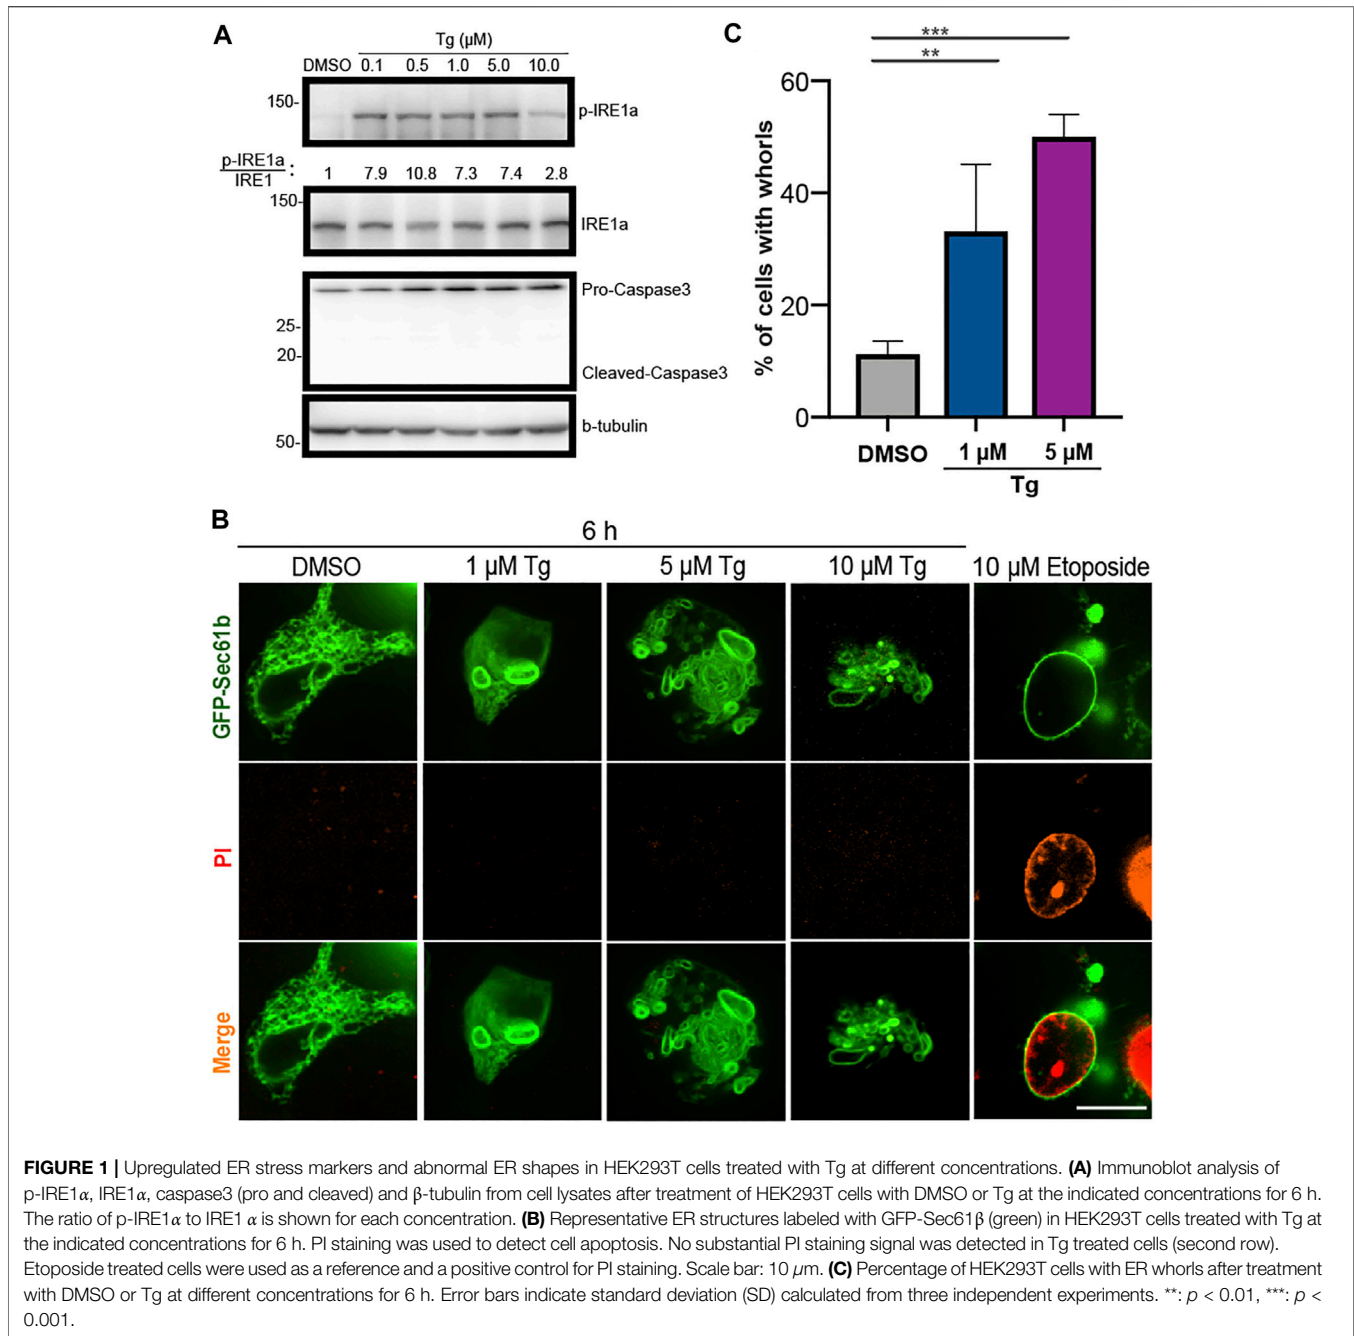 A
Tg (µM)
DMSO 0.1 0.5 1.0 5.0 10.0
150-
p-IRE1a
p-IRE1a
IRE1
:
1 7.9 10.8 7.3 7.4 2.8
150-
IRE1a
Pro-Caspase3
25-
20-
Cleaved-Caspase3
b-tubulin
50-
C
***
**
% of cells with whorls
60
40
20
0
DMSO 1 µM 5 µM
Tg
B
6 h
DMSO 1 µM Tg 5 µM Tg 10 µM Tg 10 µM Etoposide
GFP-Sec61b
PI
Merge
FIGURE 1 | Upregulated ER stress markers and abnormal ER shapes in HEK293T cells treated with Tg at different concentrations. (A) Immunoblot analysis of
p-IRE1α, IRE1α, caspase3 (pro and cleaved) and β-tubulin from cell lysates after treatment of HEK293T cells with DMSO or Tg at the indicated concentrations for 6 h.
The ratio of p-IRE1α to IRE1 α is shown for each concentration. (B) Representative ER structures labeled with GFP-Sec61β (green) in HEK293T cells treated with Tg at
the indicated concentrations for 6 h. PI staining was used to detect cell apoptosis. No substantial PI staining signal was detected in Tg treated cells (second row).
Etoposide treated cells were used as a reference and a positive control for PI staining. Scale bar: 10 µm. (C) Percentage of HEK293T cells with ER whorls after treatment
with DMSO or Tg at different concentrations for 6 h. Error bars indicate standard deviation (SD) calculated from three independent experiments. **: p < 0.01, ***: p <
0.001.